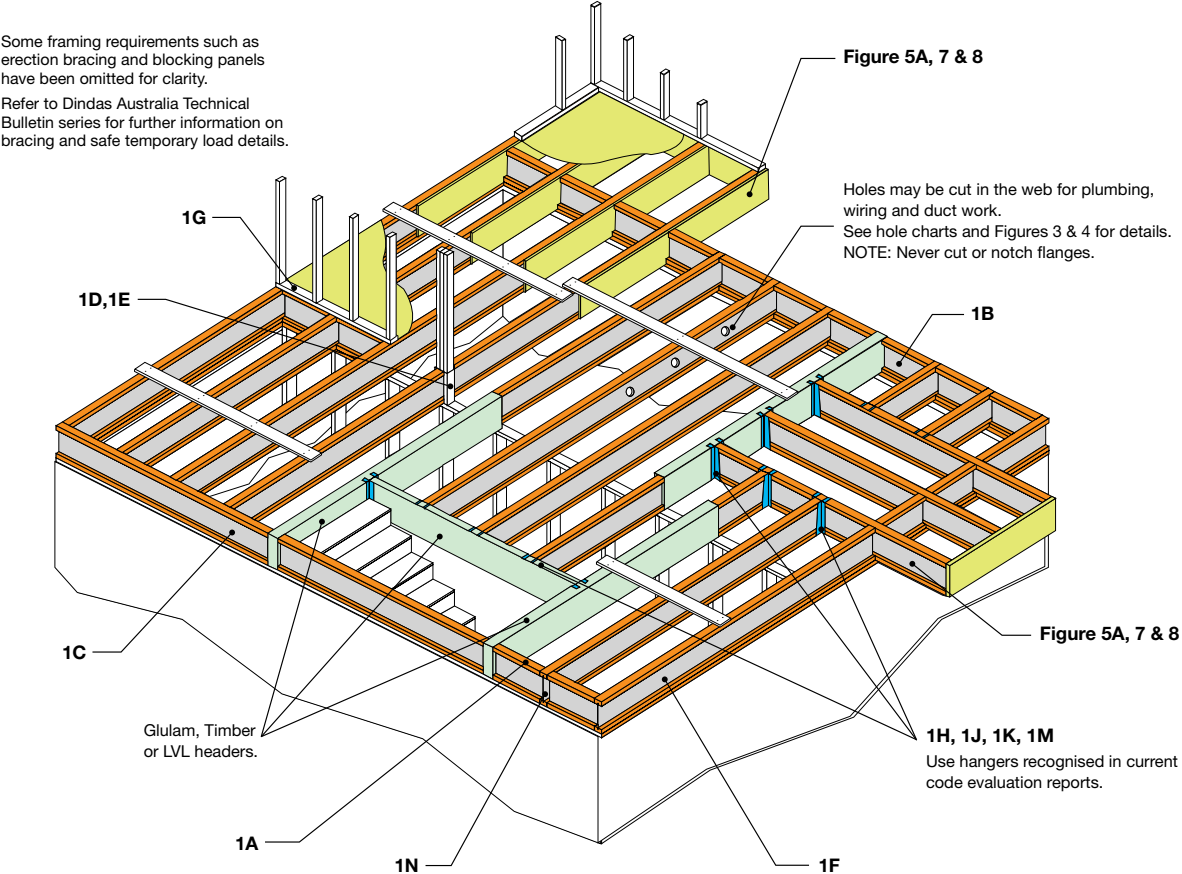 Some framing requirements such as
erection bracing and blocking panels
have been omitted for clarity.
Refer to Dindas Australia Technical
Bulletin series for further information on
bracing and safe temporary load details.
Figure 5A, 7 & 8
Holes may be cut in the web for plumbing,
wiring and duct work.
See hole charts and Figures 3 & 4 for details.
NOTE: Never cut or notch flanges.
1G
1D,1E
1B
1C
Figure 5A, 7 & 8
Glulam, Timber
or LVL headers.
1H, 1J, 1K, 1M
Use hangers recognised in current
code evaluation reports.
1A
1N
1F